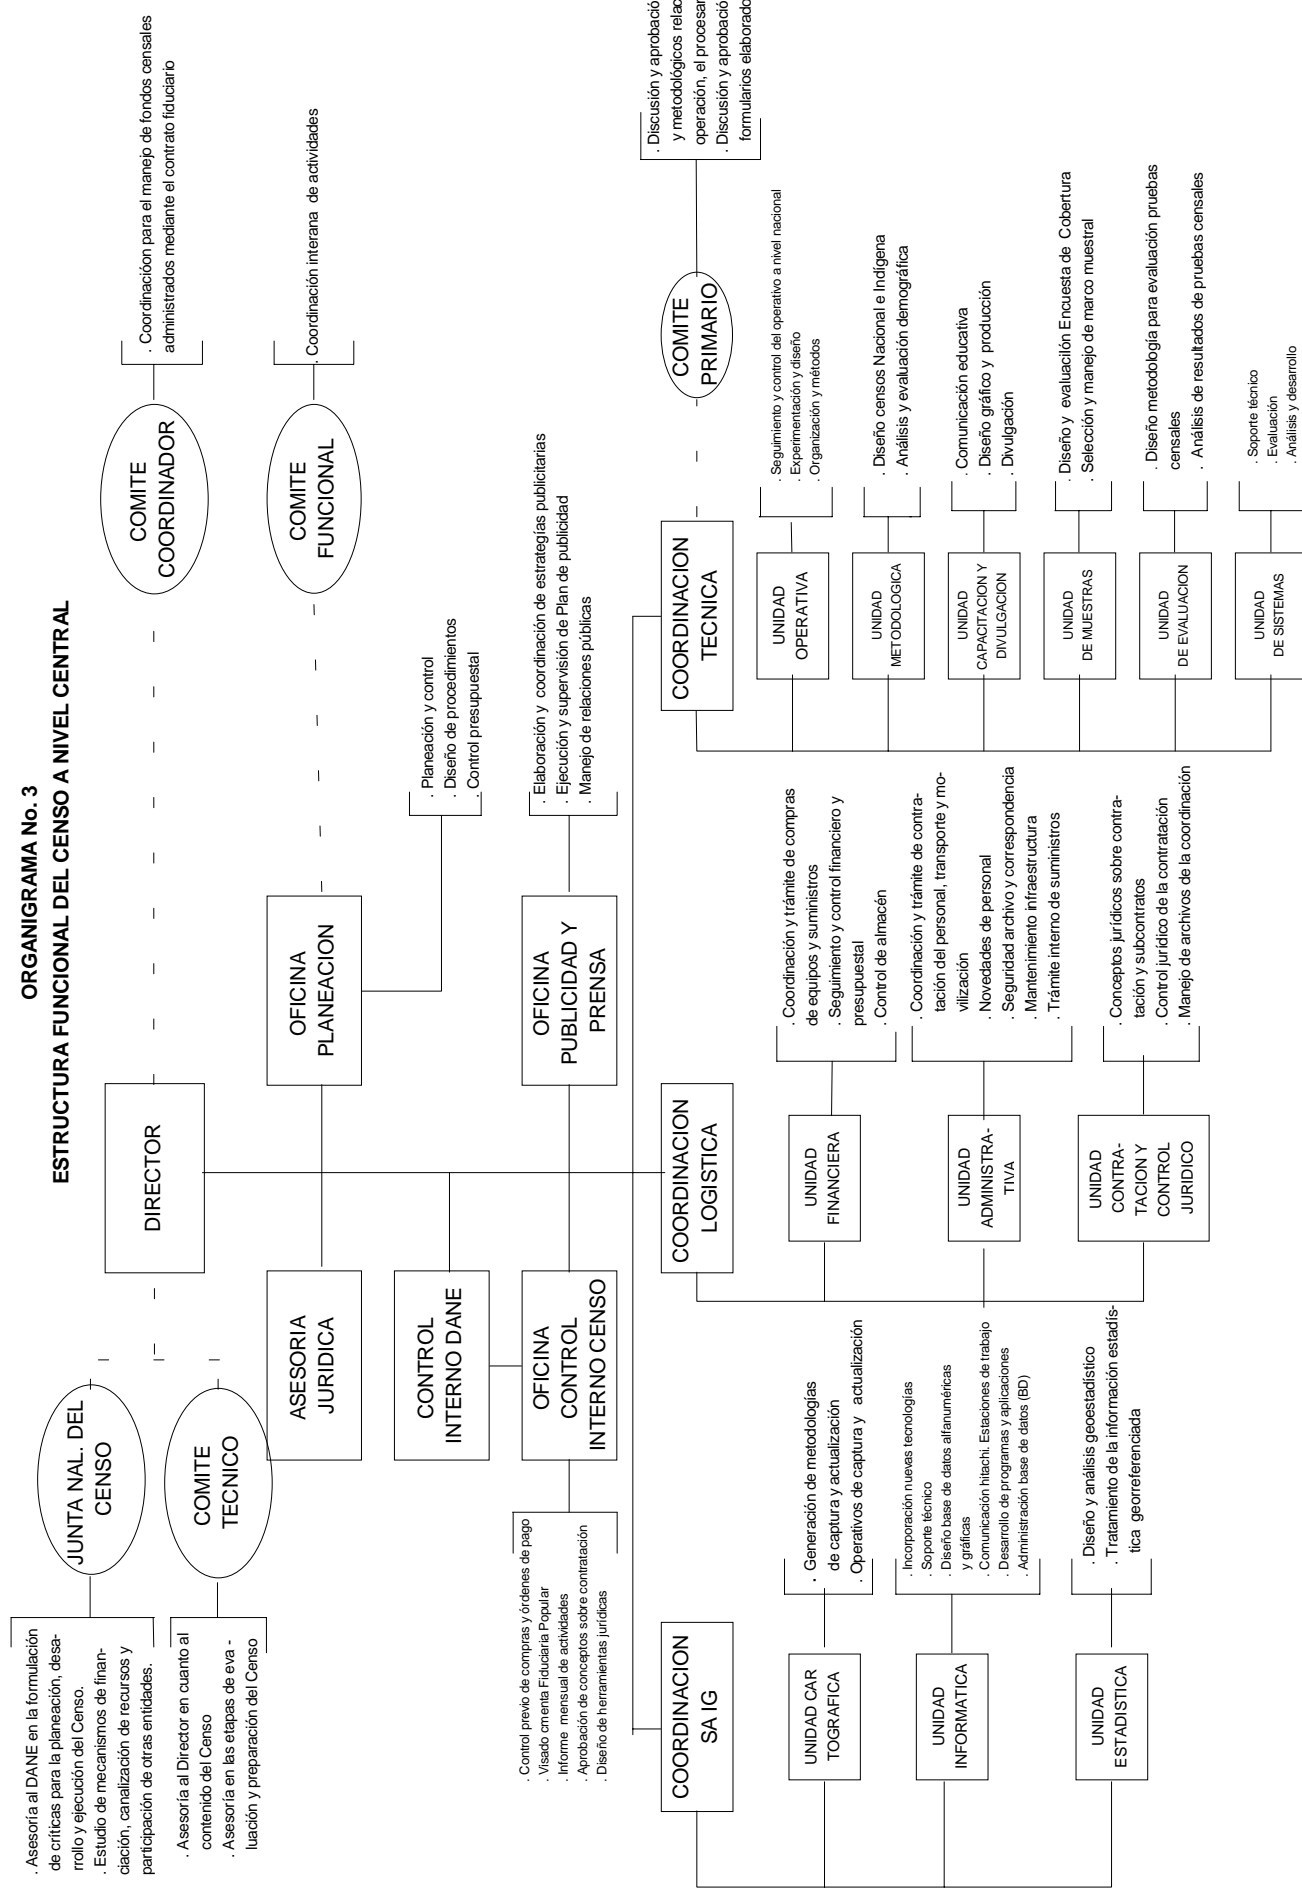 ORGANIGRAMA No. 3
ESTRUCTURA FUNCIONAL DEL CENSO A NIVEL CENTRAL
. Asesoría al DANE en la formulación
de críticas para la planeación, desa-
rrollo y ejecución del Censo.
. Estudio de mecanismos de finan-
ciación, canalización de recursos y
participación de otras entidades.
JUNTA NAL. DEL
CENSO
. Asesoría al Director en cuanto al
contenido del Censo
. Asesoría en las etapas de eva -
luación y preparación del Censo
COMITE
TECNICO
DIRECTOR
COMITE
COORDINADOR
. Coordinacióon para el manejo de fondos censales
administrados mediante el contrato fiduciario
ASESORIA
JURIDICA
OFICINA
PLANEACION
COMITE
FUNCIONAL
. Coordinación interana de actividades
. Planeación y control
. Diseño de procedimientos
. Control presupuestal
CONTROL
INTERNO DANE
OFICINA
CONTROL
INTERNO CENSO
. Control previo de compras y órdenes de pago
. Visado cmenta Fiduciaria Popular
. Informe mensual de actividades
. Aprobación de conceptos sobre contratación
. Diseño de herramientas jurídicas
OFICINA
PUBLICIDAD Y
PRENSA
. Elaboración y coordinación de estrategías publicitarias
. Ejecución y supervisión de Plan de publicidad
. Manejo de relaciones públicas
COORDINACION
SA IG
UNIDAD CAR
TOGRAFICA
. Generación de metodologías
de captura y actualización
. Operativos de captura y actualización
UNIDAD
INFORMATICA
. Incorporación nuevas tecnologías
. Soporte técnico
. Diseño base de datos alfanuméricas
y gráficas
. Comunicación hitachi. Estaciones de trabajo
. Desarrollo de programas y aplicaciones
. Administración base de datos (BD)
UNIDAD
ESTADISTICA
. Diseño y análisis geoestadístico
. Tratamiento de la información estadís-
tica georreferenciada
COORDINACION
LOGISTICA
UNIDAD
FINANCIERA
. Coordinación y trámite de compras
de equipos y suministros
. Seguimiento y control financiero y
presupuestal
. Control de almacén
UNIDAD
ADMINISTRA-
TIVA
. Coordinación y trámite de contra-
tación del personal, transporte y mo-
vilización
. Novedades de personal
. Seguridad archivo y correspondencia
. Mantenimiento infraestructura
. Trámite interno de suministros
UNIDAD
CONTRA-
TACION Y
CONTROL
JURIDICO
. Conceptos jurídicos sobre contra-
tación y subcontratos
. Control jurídico de la contratación
. Manejo de archivos de la coordinación
COORDINACION
TECNICA
COMITE
PRIMARIO
. Discusión y aprobació
y metodológicos relac
operación, el procesar
. Discusión y aprobació
formularios elaborado
UNIDAD
OPERATIVA
. Seguimiento y control del operativo a nivel nacional
. Experimentación y diseño
. Organización y métodos
UNIDAD
METODOLOGICA
. Diseño censos Nacional e Indígena
. Análisis y evaluación demográfica
UNIDAD
CAPACITACION Y
DIVULGACION
. Comunicación educativa
. Diseño gráfico y producción
. Divulgación
UNIDAD
DE MUESTRAS
. Diseño y evaluacilón Encuesta de Cobertura
. Selección y manejo de marco muestral
UNIDAD
DE EVALUACION
. Diseño metodología para evaluación pruebas
censales
. Análisis de resultados de pruebas censales
UNIDAD
DE SISTEMAS
. Soporte técnico
. Evaluación
. Análisis y desarrollo